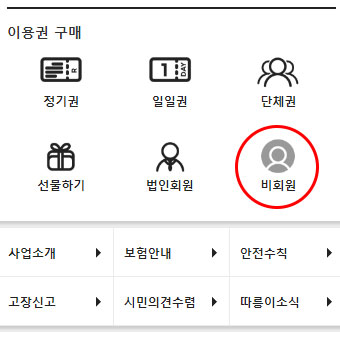 이용권 구매
R
1 DAY
정기권 일일권 단체권
선물하기 법인회원 비회원
사업소개 보험안내 안전수칙
고장신고 시민의견수렴 따릉이소식